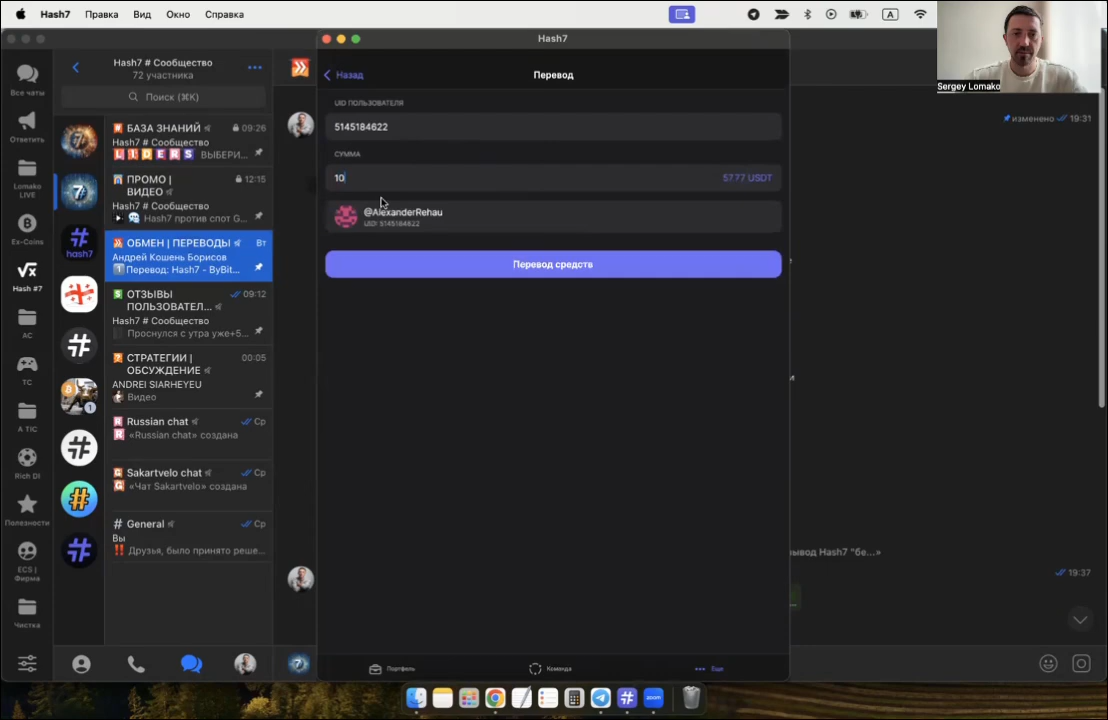 Hash7 Правка Вид Окно Справка
A
Sergey Lomako
Все чаты
Ответить
Lomako
LIVE
Ex-Coins
Hash #7
AC
TC
A TIC
Rich DI
Полезности
ECS |
Фирма
Чистка
Hash7 # Сообщество
72 участника
Поиск (⌘K)
БАЗА ЗНАНИЙ 09:26
Hash7 # Сообщество
LIDERS ВЫБЕРИ...
ПРОМО | 12:15
ВИДЕО
Hash7 против спот G...
ОБМЕН | ПЕРЕВОДЫ Вт
Андрей Кошень Борисов
1 Перевод: Hash7 - ByBit...
ОТЗЫВЫ 09:12
ПОЛЬЗОВАТЕЛ...
Hash7 # Сообщество
Проснулся с утра уже+5...
СТРАТЕГИИ | 00:05
ОБСУЖДЕНИЕ
ANDREI SIARHEYEU
Видео
Russian chat Ср
«Russian chat» создана
Sakartvelo chat Ср
«Чат Sakartvelo» создана
# General Ср
Вы
‼ Друзья, было принято реше...
hash7
1
Hash7
Назад
Перевод
UID ПОЛЬЗОВАТЕЛЯ
5145184622
СУММА
10 57.77 USDT
@AlexanderRehau
UID: 5145184622
Перевод средств
Портфель Команда Еще
изменено 19:31
ывод Hash7 "бе...»
19:37
zoom